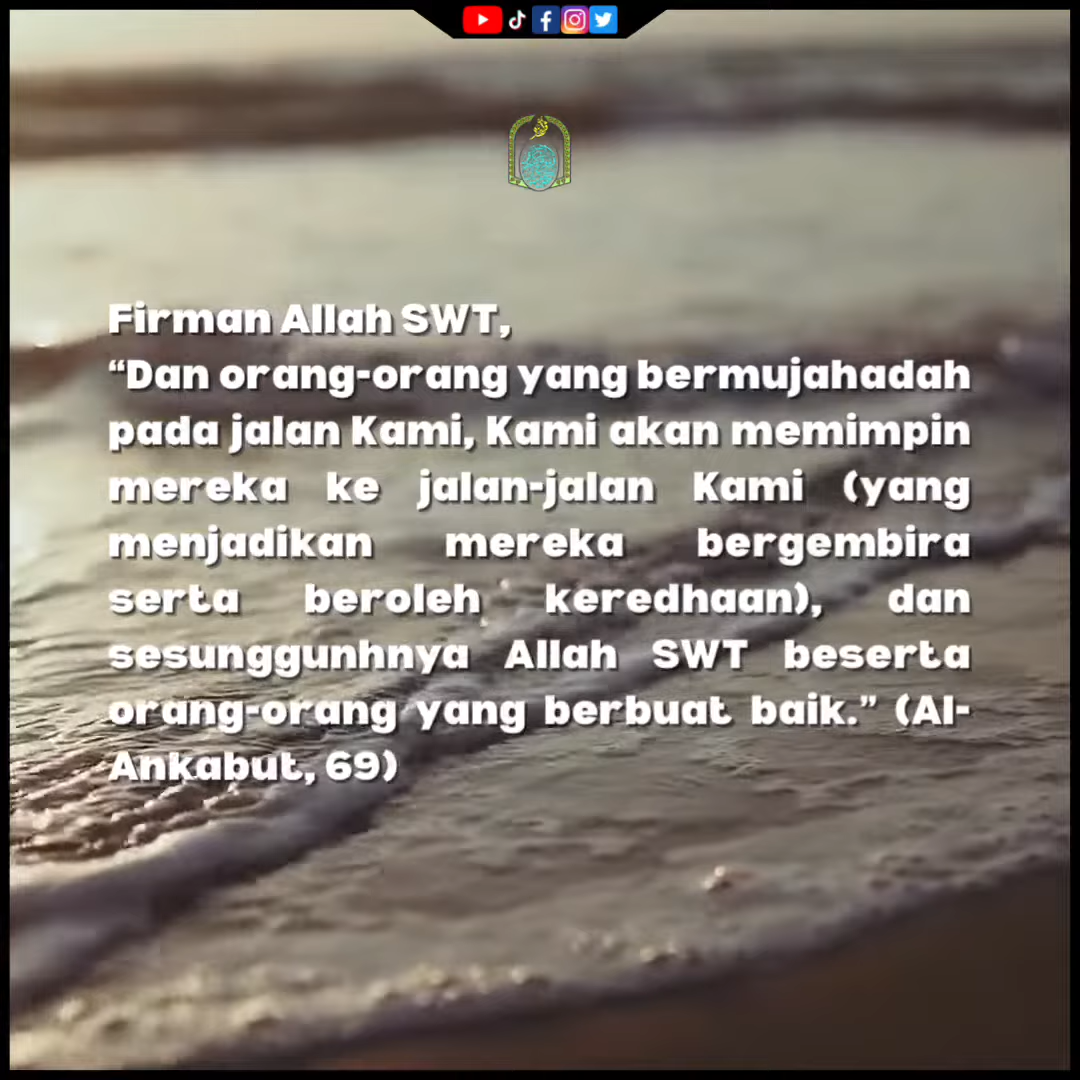 Firman Allah SWT,
“Dan orang-orang yang bermujahadah
pada jalan Kami, Kami akan memimpin
mereka ke jalan-jalan Kami (yang
menjadikan mereka bergembira
serta beroleh keredhaan), dan
sesungguhnya Allah SWT beserta
orang-orang yang berbuat baik.” (Al-
Ankabut, 69)